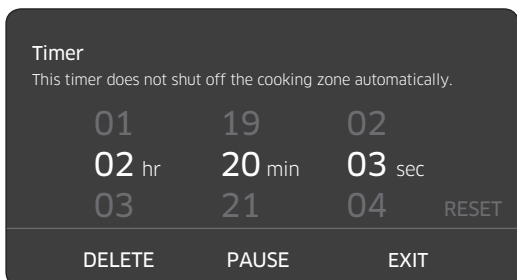 Timer
This timer does not shut off the cooking zone automatically.
01 19 02
02 hr 20 min 03 sec
03 21 04 RESET
DELETE PAUSE EXIT